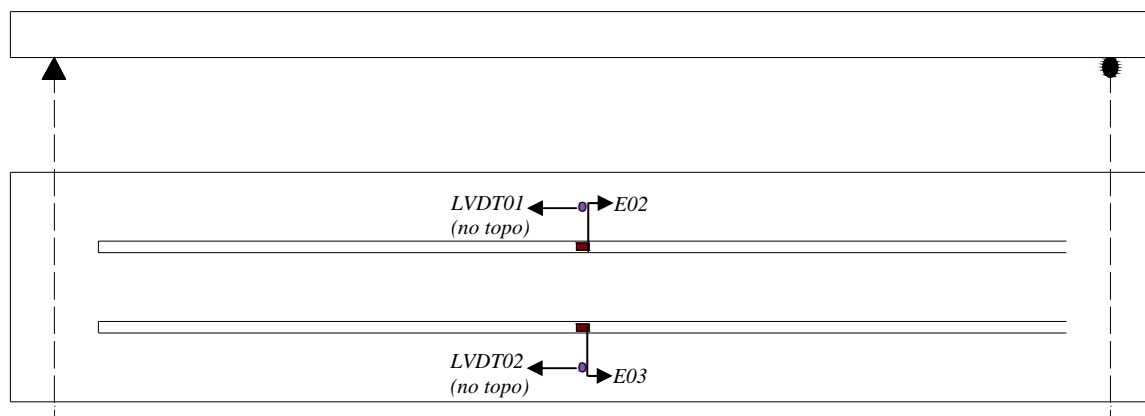 LVDT01
(no topo)
E02
LVDT02
(no topo)
E03